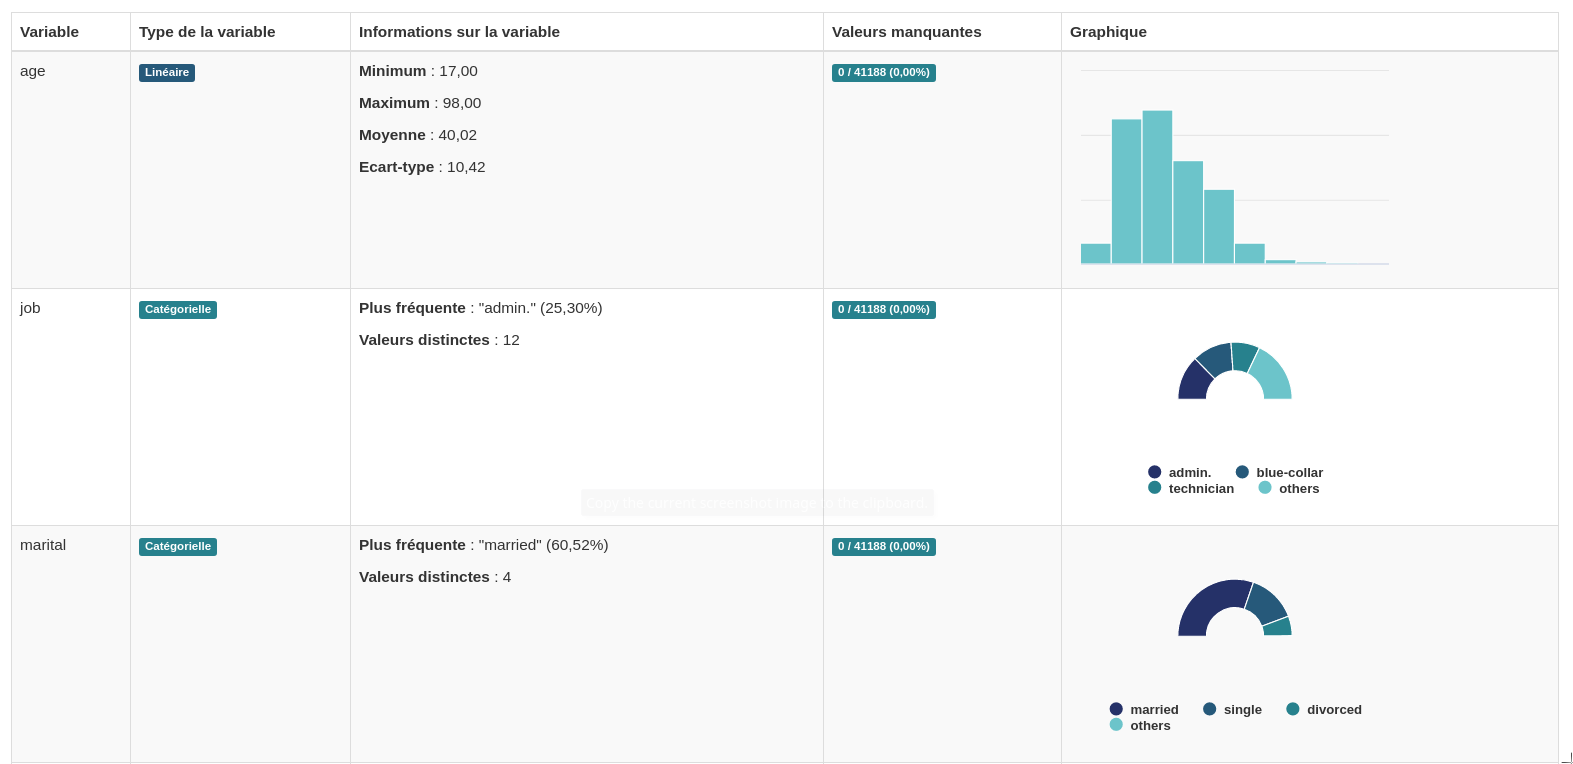 Variable Type de la variable Informations sur la variable Valeurs manquantes Graphique
age Linéaire Minimum : 17,00 0 / 41188 (0,00%)
Maximum : 98,00
Moyenne : 40,02
Ecart-type : 10,42
job Catégorielle Plus fréquente : "admin." (25,30%) 0 / 41188 (0,00%)
Valeurs distinctes : 12
admin. blue-collar
technician others
Copy the current screenshot image to the clipboard.
marital Catégorielle Plus fréquente : "married" (60,52%) 0 / 41188 (0,00%)
Valeurs distinctes : 4
married single divorced
others